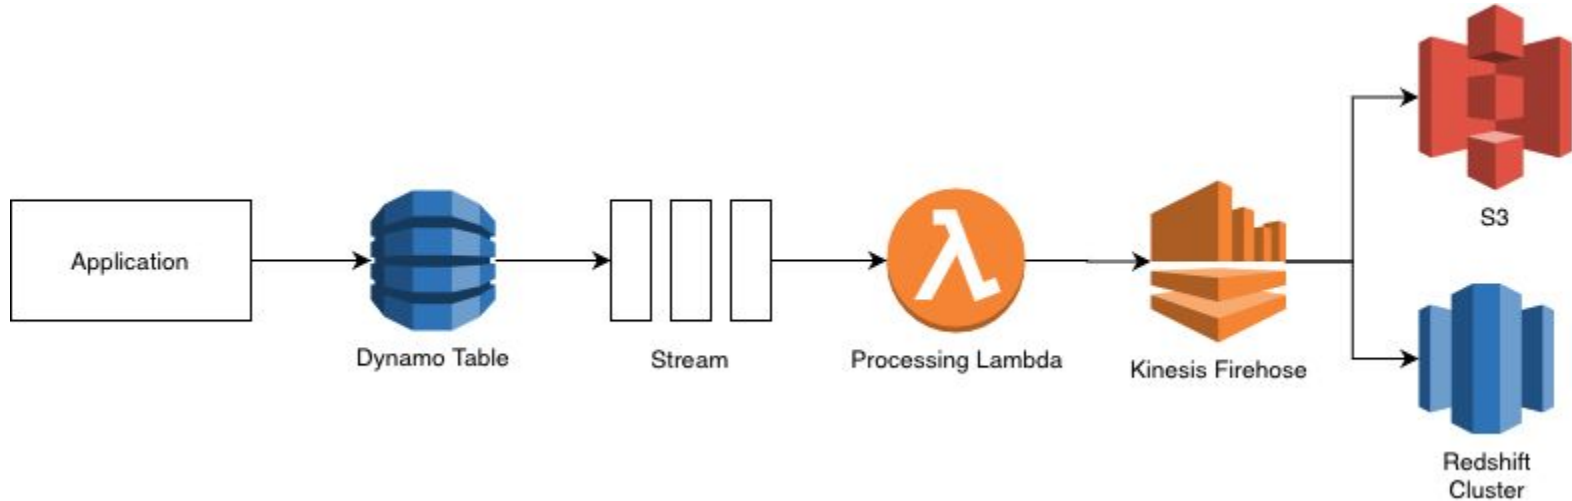 Application
Dynamo Table
Stream
Processing Lambda
Kinesis Firehose
S3
Redshift
Cluster